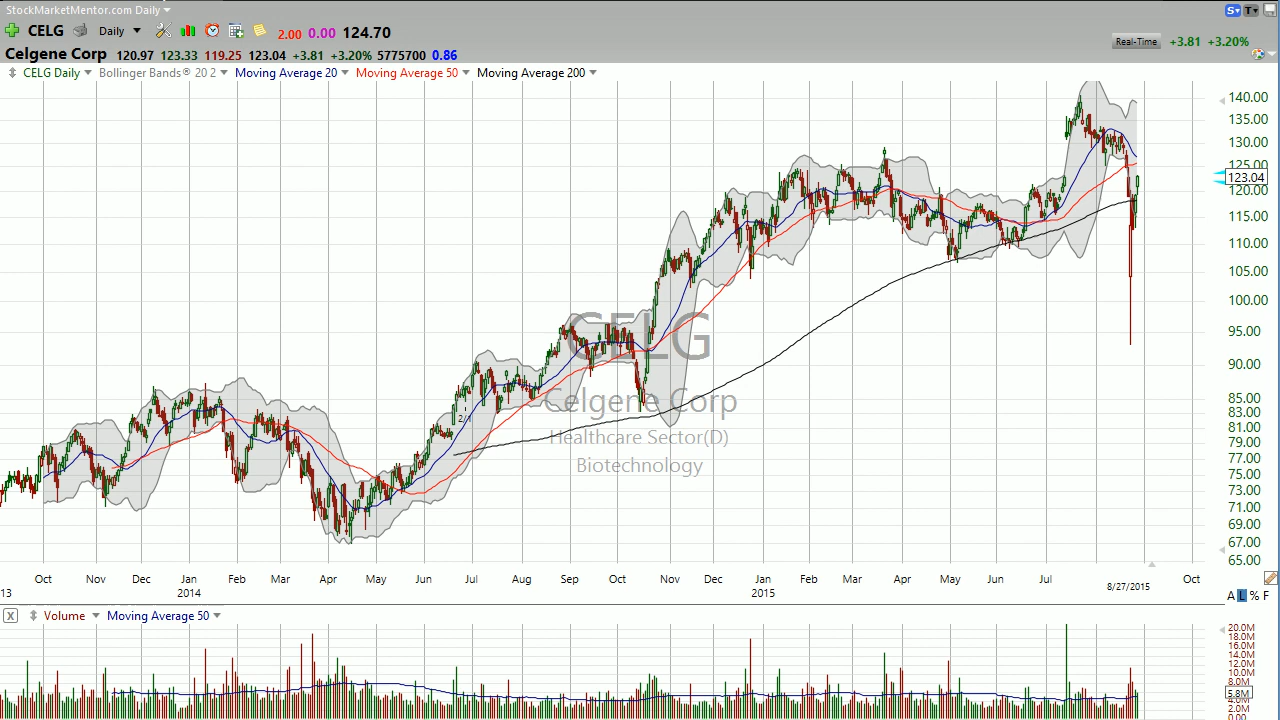 StockMarketMentor.com Daily
S T
CELG Daily 2.00 0.00 124.70
Real-Time +3.81 +3.20%
Celgene Corp 120.97 123.33 119.25 123.04 +3.81 +3.20% 5775700 0.86
CELG Daily Bollinger Bands® 20 2 Moving Average 20 Moving Average 50 Moving Average 200
140.00
135.00
130.00
125.00
123.04
120.00
115.00
110.00
105.00
100.00
95.00
90.00
85.00
83.00
81.00
79.00
77.00
75.00
73.00
71.00
69.00
67.00
65.00
CELG
Celgene Corp
Healthcare Sector(D)
Biotechnology
2/1
Oct Nov Dec Jan Feb Mar Apr May Jun Jul Aug Sep Oct Nov Dec Jan Feb Mar Apr May Jun Jul Oct
13 2014 2015 8/27/2015
A L % F
X Volume Moving Average 50
20.0M
18.0M
16.0M
14.0M
12.0M
10.0M
8.0M
5.8M
4.0M
2.0M